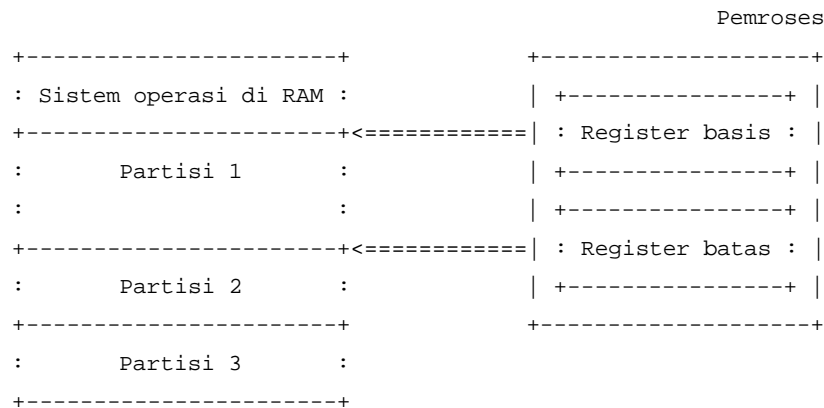 Pemroses
Sistem operasi di RAM
Register basis
Partisi 1
Register batas
Partisi 2
Partisi 3